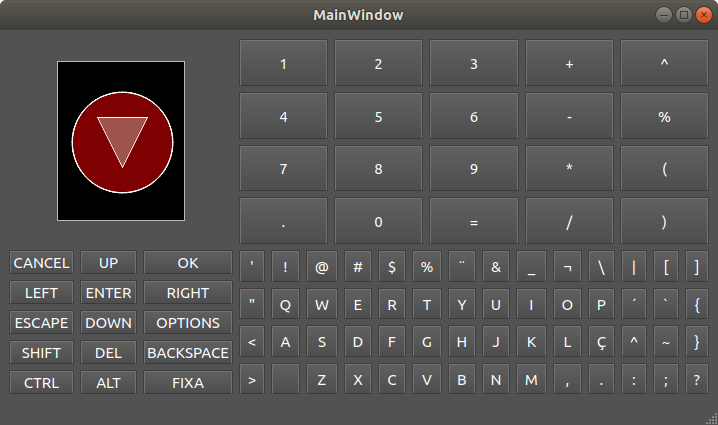 MainWindow
1 2 3 + ^
4 5 6 - %
7 8 9 * (
. 0 = / )
CANCEL UP OK
LEFT ENTER RIGHT
ESCAPE DOWN OPTIONS
SHIFT DEL BACKSPACE
CTRL ALT FIXA
' ! @ # $ % ¨ & _ ¬ \ | [ ]
" Q W E R T Y U I O P ´ ` {
< A S D F G H J K L Ç ^ ~ }
> Z X C V B N M , . : ; ?